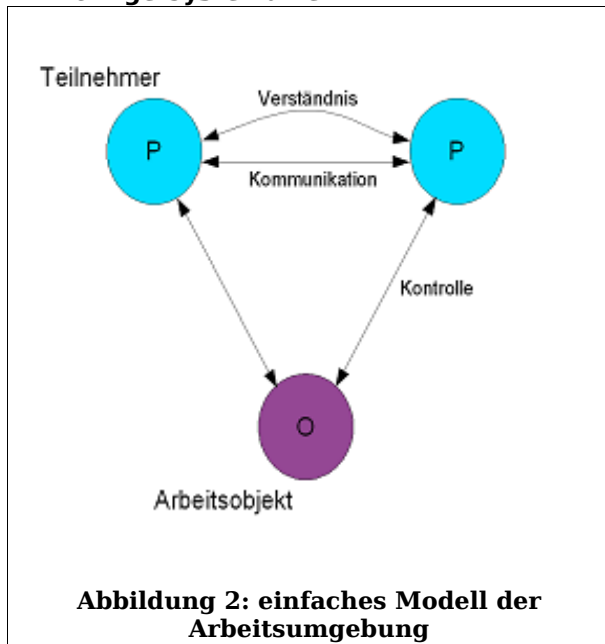 Teilnehmer
Verständnis
P
P
Kommunikation
Kontrolle
O
Arbeitsobjekt
Abbildung 2: einfaches Modell der
Arbeitsumgebung